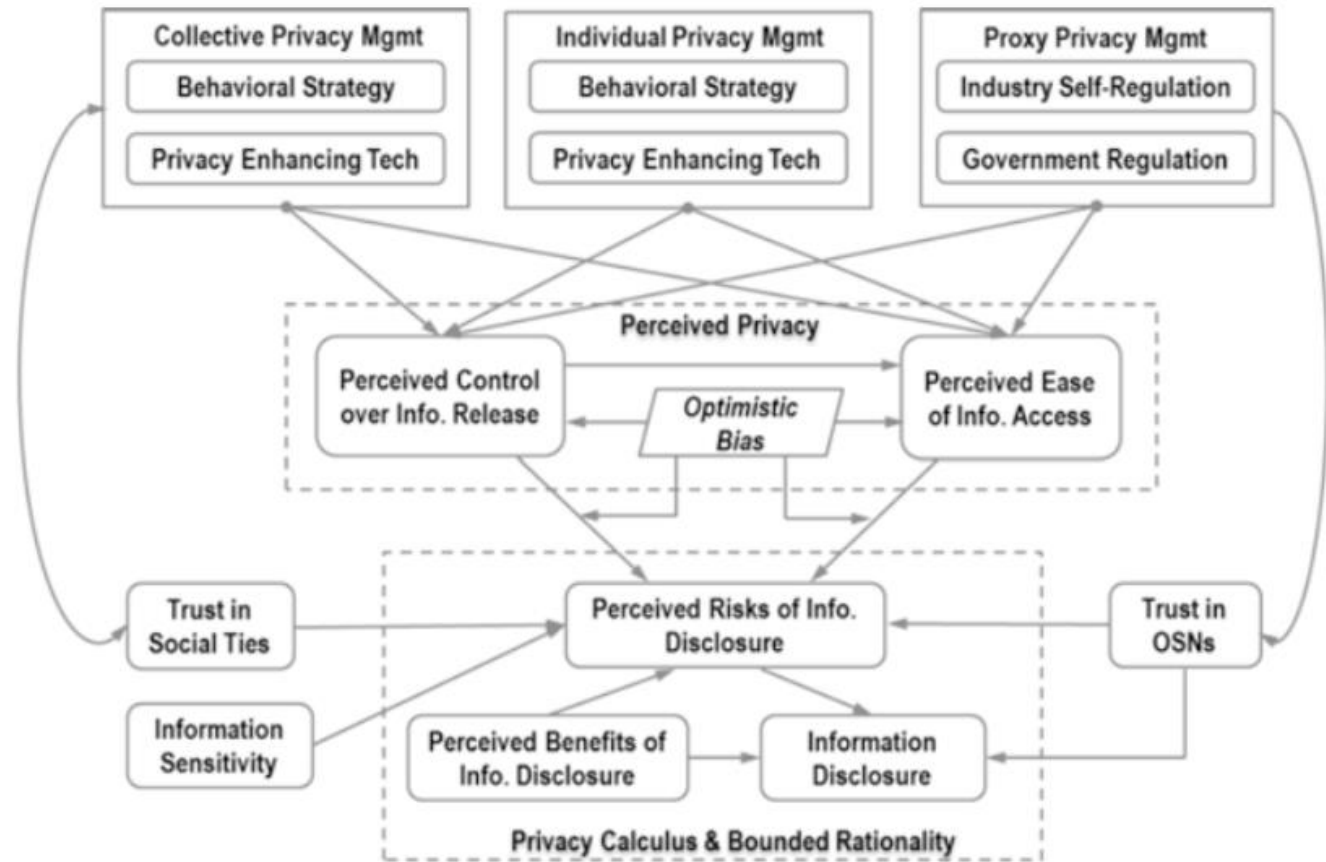 Collective Privacy Mgmt
Behavioral Strategy
Privacy Enhancing Tech
Individual Privacy Mgmt
Behavioral Strategy
Privacy Enhancing Tech
Proxy Privacy Mgmt
Industry Self-Regulation
Government Regulation
Perceived Privacy
Perceived Control
over Info. Release
Optimistic
Bias
Perceived Ease
of Info. Access
Trust in
Social Ties
Perceived Risks of Info.
Disclosure
Trust in
OSNs
Information
Sensitivity
Perceived Benefits of
Info. Disclosure
Information
Disclosure
Privacy Calculus & Bounded Rationality